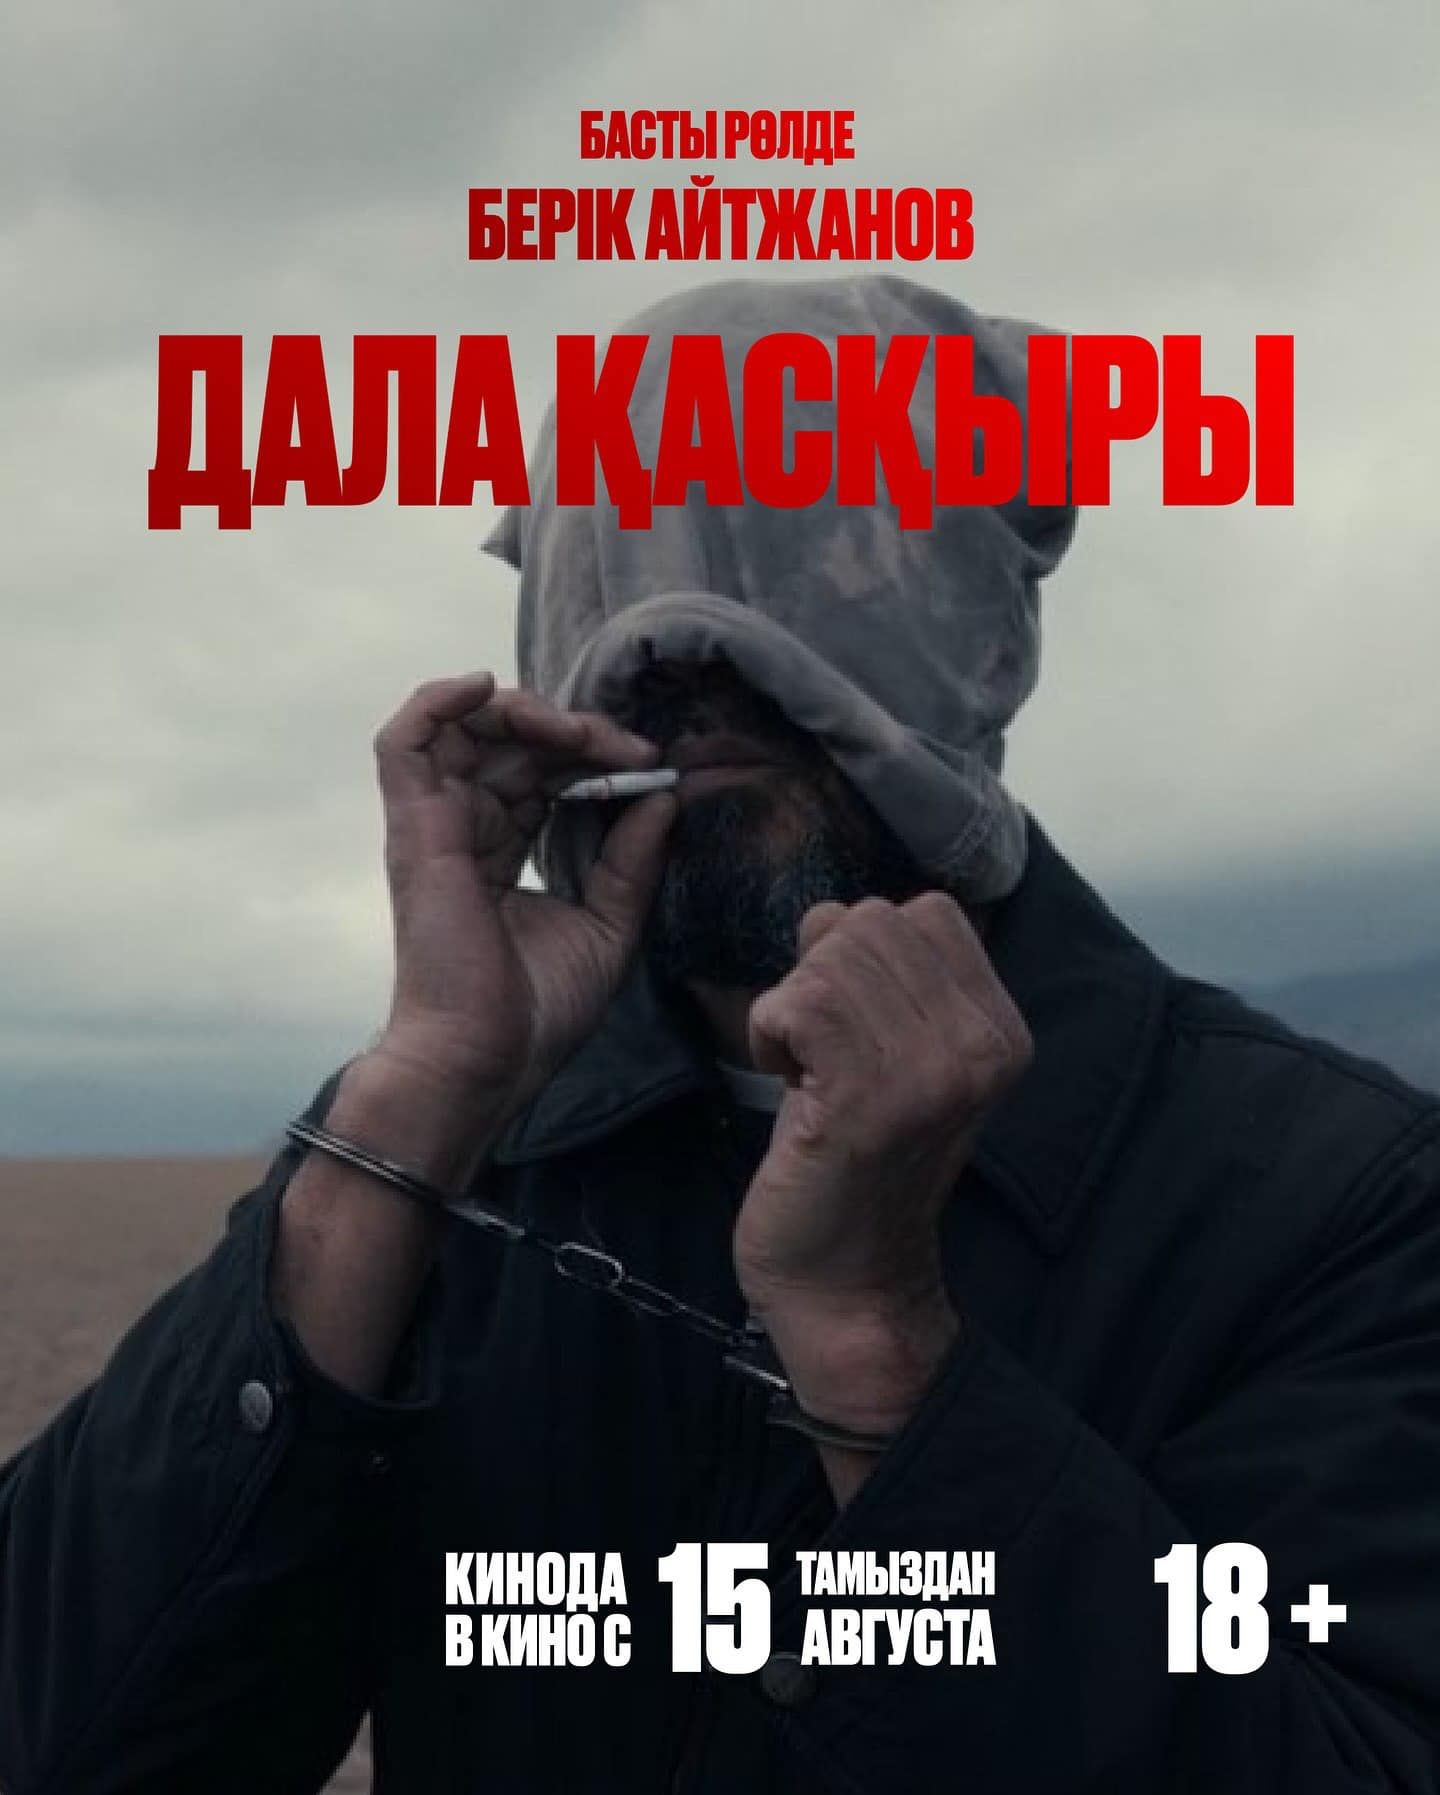 БАСТЫ РӨЛДЕ
БЕРІК АЙТЖАНОВ
ДАЛА ҚАСҚЫРЫ
КИНОДА 15 ТАМЫЗДАН
В КИНО С АВГУСТА
18+